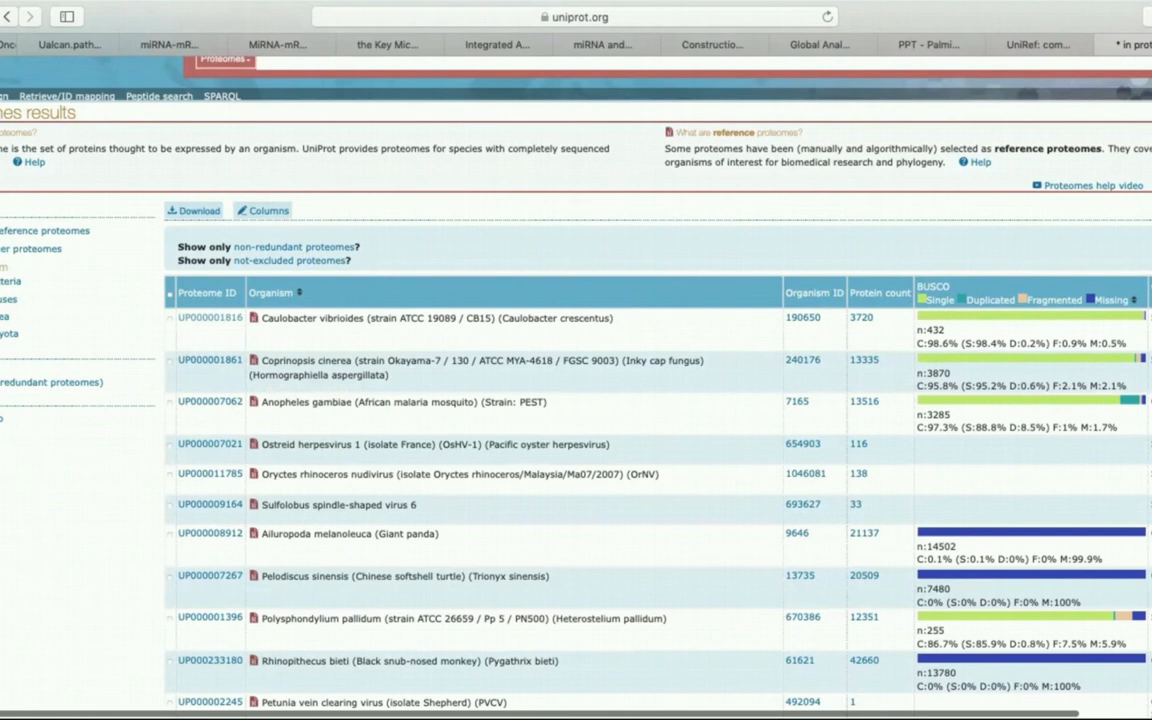 uniprot.org
Onc Ualcan.path... miRNA-mR... MiRNA-mR... the Key Mic... Integrated A... miRNA and... Constructio... Global Anal... PPT - Palmi... UniRef: com... * in prot
Proteomes
gn Retrieve/ID mapping Peptide search SPARQL
mes results
oteomes?
me is the set of proteins thought to be expressed by an organism. UniProt provides proteomes for species with completely sequenced
Help
What are reference proteomes?
Some proteomes have been (manually and algorithmically) selected as reference proteomes. They cove
organisms of interest for biomedical research and phylogeny. Help
Proteomes help video
eference proteomes
er proteomes
m
teria
uses
ea
yota
redundant proteomes)
o
Download Columns
Show only non-redundant proteomes?
Show only not-excluded proteomes?
Proteome ID Organism Organism ID Protein count BUSCO
Single Duplicated Fragmented Missing
UP000001816 Caulobacter vibrioides (strain ATCC 19089 / CB15) (Caulobacter crescentus) 190650 3720
n:432
C:98.6% (S:98.4% D:0.2%) F:0.9% M:0.5%
UP000001861 Coprinopsis cinerea (strain Okayama-7 / 130 / ATCC MYA-4618 / FGSC 9003) (Inky cap fungus) 240176 13335
(Hormographiella aspergillata)
n:3870
C:95.8% (S:95.2% D:0.6%) F:2.1% M:2.1%
UP000007062 Anopheles gambiae (African malaria mosquito) (Strain: PEST) 7165 13516
n:3285
C:97.3% (S:88.8% D:8.5%) F:1% M:1.7%
UP000007021 Ostreid herpesvirus 1 (isolate France) (OsHV-1) (Pacific oyster herpesvirus) 654903 116
UP000011785 Oryctes rhinoceros nudivirus (isolate Oryctes rhinoceros/Malaysia/Ma07/2007) (OrNV) 1046081 138
UP000009164 Sulfolobus spindle-shaped virus 6 693627 33
UP000008912 Ailuropoda melanoleuca (Giant panda) 9646 21137
n:14502
C:0.1% (S:0.1% D:0%) F:0% M:99.9%
UP000007267 Pelodiscus sinensis (Chinese softshell turtle) (Trionyx sinensis) 13735 20509
n:7480
C:0% (S:0% D:0%) F:0% M:100%
UP000001396 Polysphondylium pallidum (strain ATCC 26659 / Pp 5 / PN500) (Heterostelium pallidum) 670386 12351
n:255
C:86.7% (S:85.9% D:0.8%) F:7.5% M:5.9%
UP000233180 Rhinopithecus bieti (Black snub-nosed monkey) (Pygathrix bieti) 61621 42660
n:13780
C:0% (S:0% D:0%) F:0% M:100%
UP000002245 Petunia vein clearing virus (isolate Shepherd) (PVCV) 492094 1